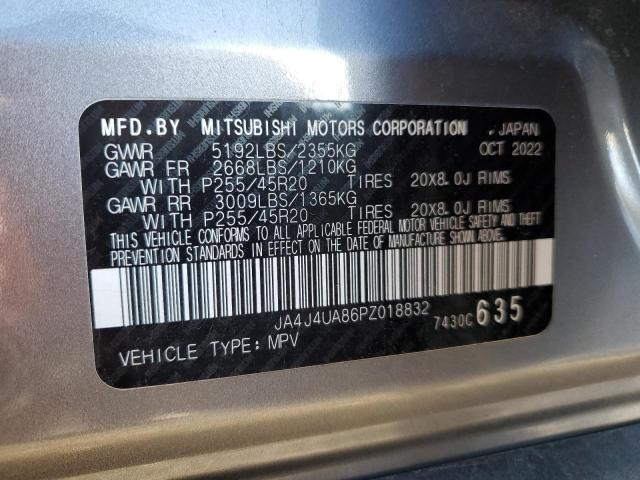 MFD.BY MITSUBISHI MOTORS CORPORATION .JAPAN
GWR 5192LBS/2355KG OCT 2022
GAWR FR 2668LBS/1210KG
WITH P255/45R20 TIRES 20X8.0J RIMS
GAWR RR 3009LBS/1365KG
WITH P255/45R20 TIRES 20X8.0J RIMS
THIS VEHICLE CONFORMS TO ALL APPLICABLE FEDERAL MOTOR VEHICLE SAFETY AND THEFT
PREVENTION STANDARDS IN EFFECT ON THE DATE OF MANUFACTURE SHOWN ABOVE.
JA4J4UA86PZ018832
7430C 635
VEHICLE TYPE: MPV